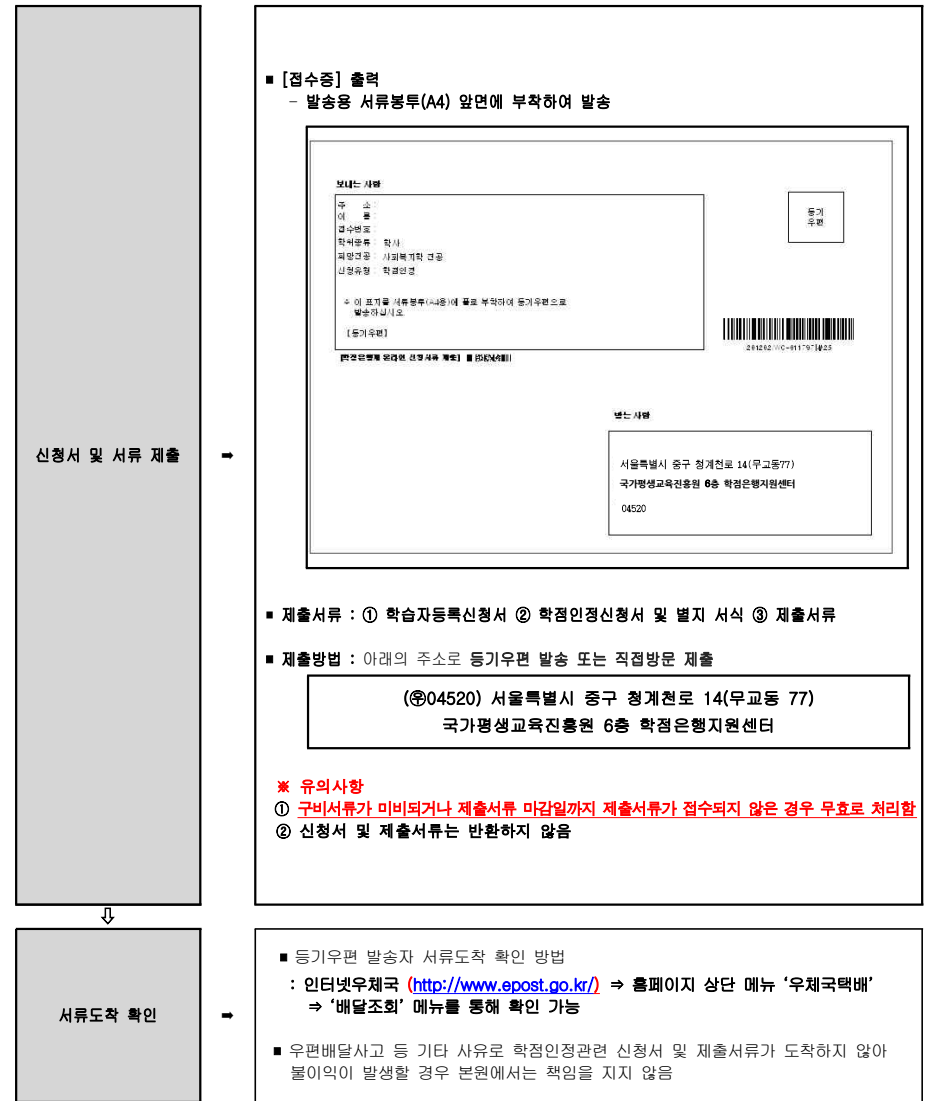 ■ [접수증] 출력
- 발송용 서류봉투(A4) 앞면에 부착하여 발송
보내는 사람
주 소 :
이 름 :
접수번호 :
학위종류 : 학사
희망전공 : 사회복지학 전공
신청유형 : 학점인정
등기
우편
※ 이 표지를 서류봉투(A4용)에 풀로 부착하여 등기우편으로
발송하십시오.
[등기우편]
[학점은행제 온라인 신청서류 제출]
받는 사람
서울특별시 중구 청계천로 14(무교동77)
국가평생교육진흥원 6층 학점은행지원센터
04520
신청서 및 서류 제출 ➡
■ 제출서류 : ① 학습자등록신청서 ② 학점인정신청서 및 별지 서식 ③ 제출서류
■ 제출방법 : 아래의 주소로 등기우편 발송 또는 직접방문 제출
(㉾04520) 서울특별시 중구 청계천로 14(무교동 77)
국가평생교육진흥원 6층 학점은행지원센터
※ 유의사항
① 구비서류가 미비되거나 제출서류 마감일까지 제출서류가 접수되지 않은 경우 무효로 처리함
② 신청서 및 제출서류는 반환하지 않음
⇩
서류도착 확인 ➡
■ 등기우편 발송자 서류도착 확인 방법
: 인터넷우체국 (http://www.epost.go.kr/) ⇒ 홈페이지 상단 메뉴 ‘우체국택배’
⇒ ‘배달조회’ 메뉴를 통해 확인 가능
■ 우편배달사고 등 기타 사유로 학점인정관련 신청서 및 제출서류가 도착하지 않아
불이익이 발생할 경우 본원에서는 책임을 지지 않음